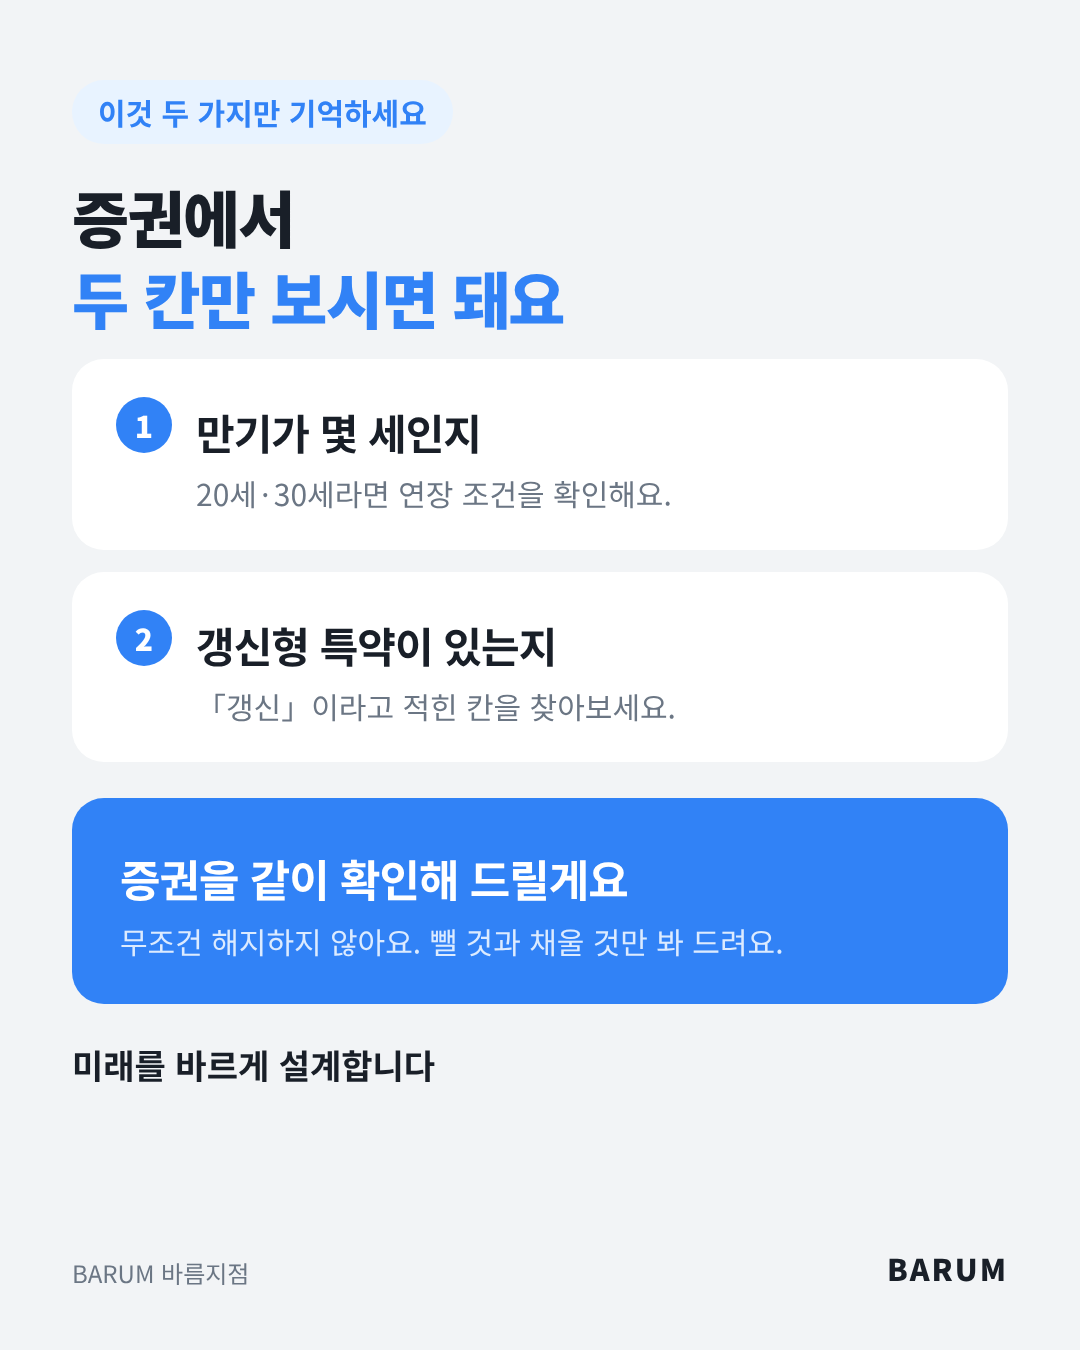 이것 두 가지만 기억하세요
증권에서
두 칸만 보시면 돼요
1 만기가 몇 세인지
20세·30세라면 연장 조건을 확인해요.
2 갱신형 특약이 있는지
「갱신」이라고 적힌 칸을 찾아보세요.
증권을 같이 확인해 드릴게요
무조건 해지하지 않아요. 뺄 것과 채울 것만 봐 드려요.
미래를 바르게 설계합니다
BARUM 바름지점
BARUM